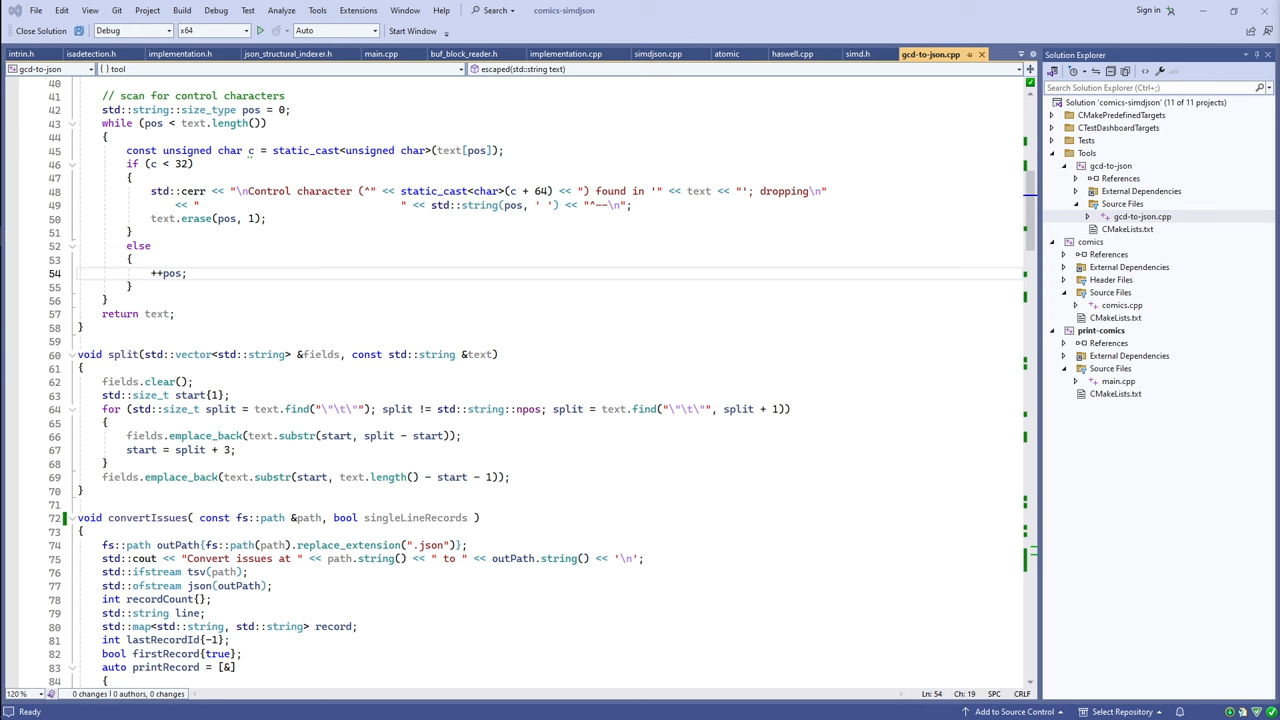 File Edit View Git Project Build Debug Test Analyze Tools Extensions Window Help Search Sign in
Close Solution Debug x64 Auto Start Window
intrin.h isadetection.h implementation.h json_structural_indexer.h main.cpp buf_block_reader.h implementation.cpp simdjson.cpp atomic haswell.cpp simd.h gcd-to-json.cpp
gcd-to-json {} tool escaped(std::string text)
40
41 // scan for control characters
42 std::string::size_type pos = 0;
43 while (pos < text.length())
44 {
45 const unsigned char c = static_cast<unsigned char>(text[pos]);
46 if (c < 32)
47 {
48 std::cerr << "\nControl character (^" << static_cast<char>(c + 64) << ") found in '" << text << "'; dropping\n"
49 << " " << std::string(pos, ' ') << "^--\n";
50 text.erase(pos, 1);
51 }
52 else
53 {
54 ++pos;
55 }
56 }
57 return text;
58 }
59
60 void split(std::vector<std::string> &fields, const std::string &text)
61 {
62 fields.clear();
63 std::size_t start{1};
64 for (std::size_t split = text.find("\"\t\""); split != std::string::npos; split = text.find("\"\t\"", split + 1))
65 {
66 fields.emplace_back(text.substr(start, split - start));
67 start = split + 3;
68 }
69 fields.emplace_back(text.substr(start, text.length() - start - 1));
70 }
71
72 void convertIssues( const fs::path &path, bool singleLineRecords )
73 {
74 fs::path outPath{fs::path(path).replace_extension(".json")};
75 std::cout << "Convert issues at " << path.string() << " to " << outPath.string() << '\n';
76 std::ifstream tsv(path);
77 std::ofstream json(outPath);
78 int recordCount{};
79 std::string line;
80 std::map<std::string, std::string> record;
81 int lastRecordId{-1};
82 bool firstRecord{true};
83 auto printRecord = [&]
84 {
120 % 0 changes | 0 authors, 0 changes Ln: 54 Ch: 19 SPC CRLF
Solution Explorer
Search Solution Explorer (Ctrl+;)
Solution 'comics-simdjson' (11 of 11 projects)
CMakePredefinedTargets
CTestDashboardTargets
Tests
Tools
gcd-to-json
References
External Dependencies
Source Files
gcd-to-json.cpp
CMakeLists.txt
comics
References
External Dependencies
Header Files
Source Files
comics.cpp
CMakeLists.txt
print-comics
References
External Dependencies
Source Files
main.cpp
CMakeLists.txt
Ready Add to Source Control Select Repository